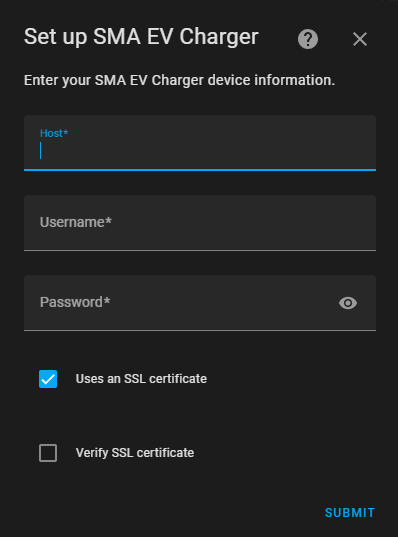 Set up SMA EV Charger
Enter your SMA EV Charger device information.
Host*
Username*
Password*
Uses an SSL certificate
Verify SSL certificate
SUBMIT